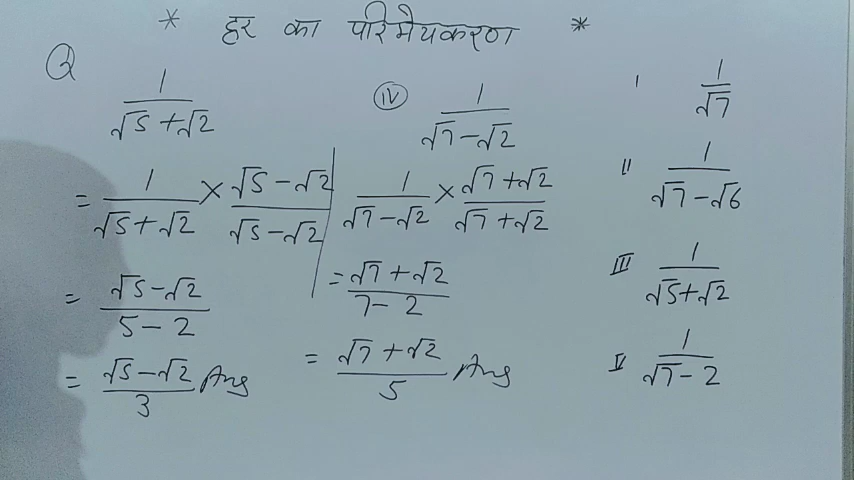 * हर का परिमेयकरण *
Q
1/(√5+√2)
= 1/(√5+√2) × (√5-√2)/(√5-√2)
= (√5-√2)/(5-2)
= (√5-√2)/3 Ans
(iv) 1/(√7-√2)
1/(√7-√2) × (√7+√2)/(√7+√2)
= (√7+√2)/(7-2)
= (√7+√2)/5 Ans
I 1/√7
II 1/(√7-√6)
III 1/(√5+√2)
IV 1/(√7-2)